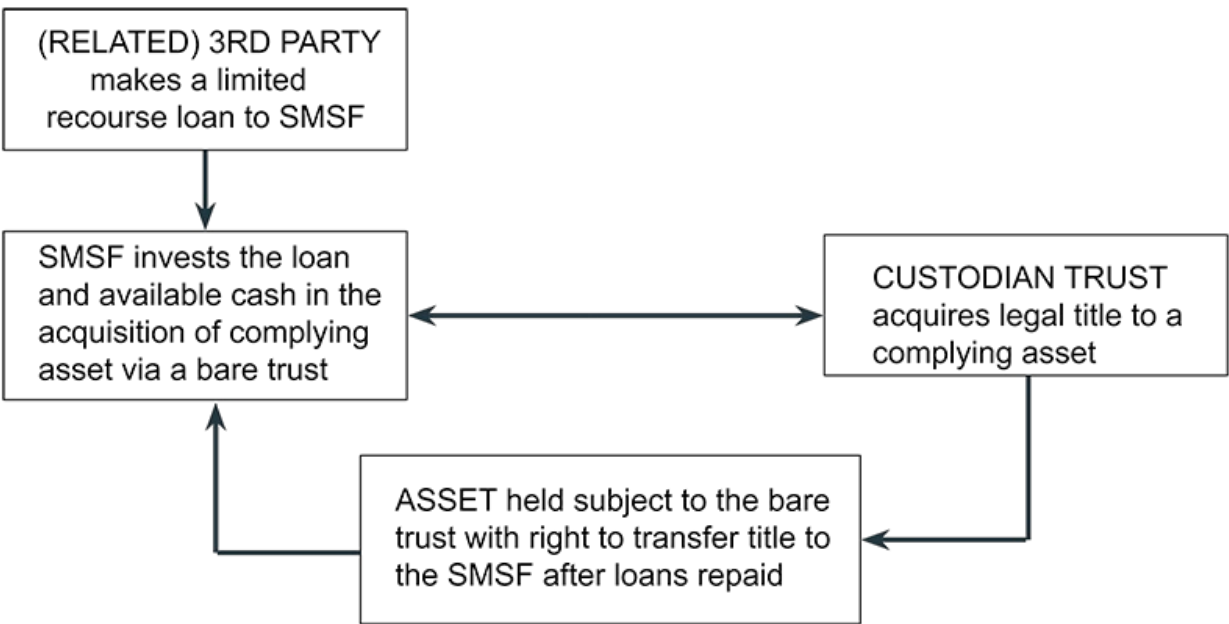 (RELATED) 3RD PARTY
makes a limited
recourse loan to SMSF
SMSF invests the loan
and available cash in the
acquisition of complying
asset via a bare trust
CUSTODIAN TRUST
acquires legal title to a
complying asset
ASSET held subject to the bare
trust with right to transfer title to
the SMSF after loans repaid